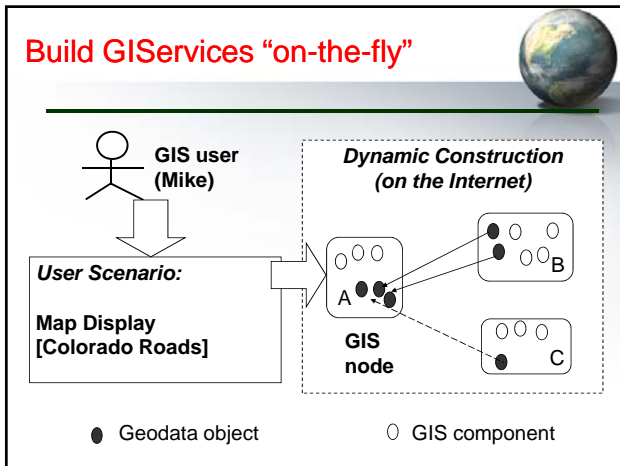 Build GIServices “on-the-fly”
GIS user
(Mike)
Dynamic Construction
(on the Internet)
User Scenario:
Map Display
[Colorado Roads]
A
B
GIS
node
C
Geodata object
GIS component